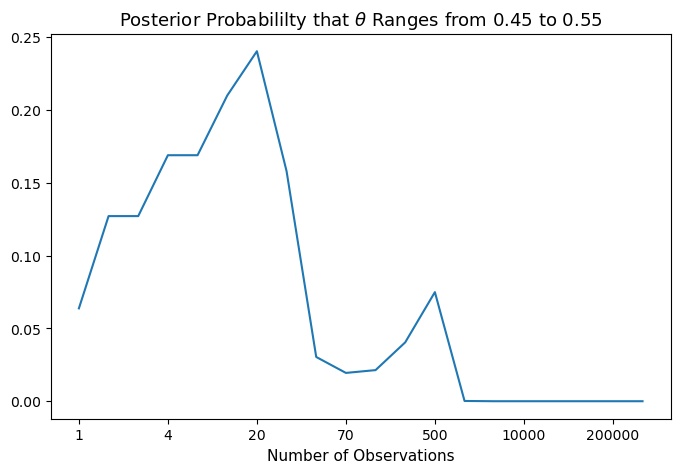 Posterior Probabililty that θ Ranges from 0.45 to 0.55
0.25
0.20
0.15
0.10
0.05
0.00
1 4 20 70 500 10000 200000
Number of Observations